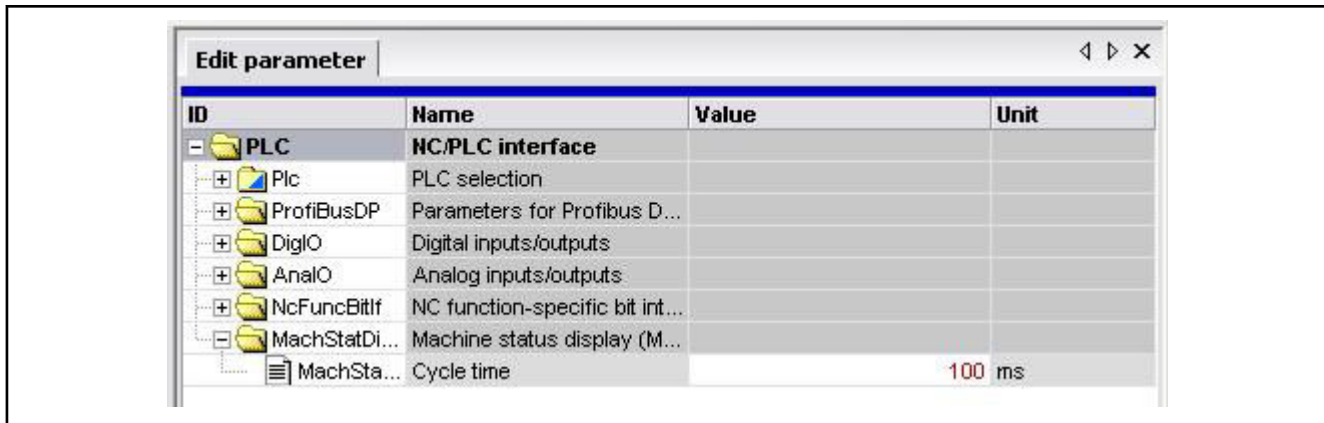 Edit parameter
ID Name Value Unit
PLC NC/PLC interface
Plc PLC selection
ProfiBusDP Parameters for Profibus D...
DigIO Digital inputs/outputs
AnaIO Analog inputs/outputs
NcFuncBitIf NC function-specific bit int...
MachStatDi... Machine status display (M...
MachSta... Cycle time 100 ms